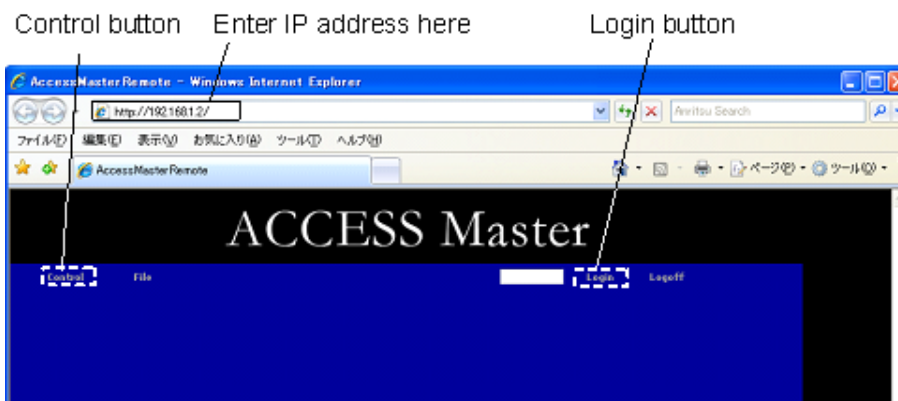 Control button Enter IP address here Login button
AccessMasterRemote - Windows Internet Explorer
http://192.168.1.2/ Anritsu Search
ファイル(F) 編集(E) 表示(V) お気に入り(A) ツール(T) ヘルプ(H)
AccessMasterRemote ページ(P) ツール(O)
ACCESS Master
Control File Login Logoff